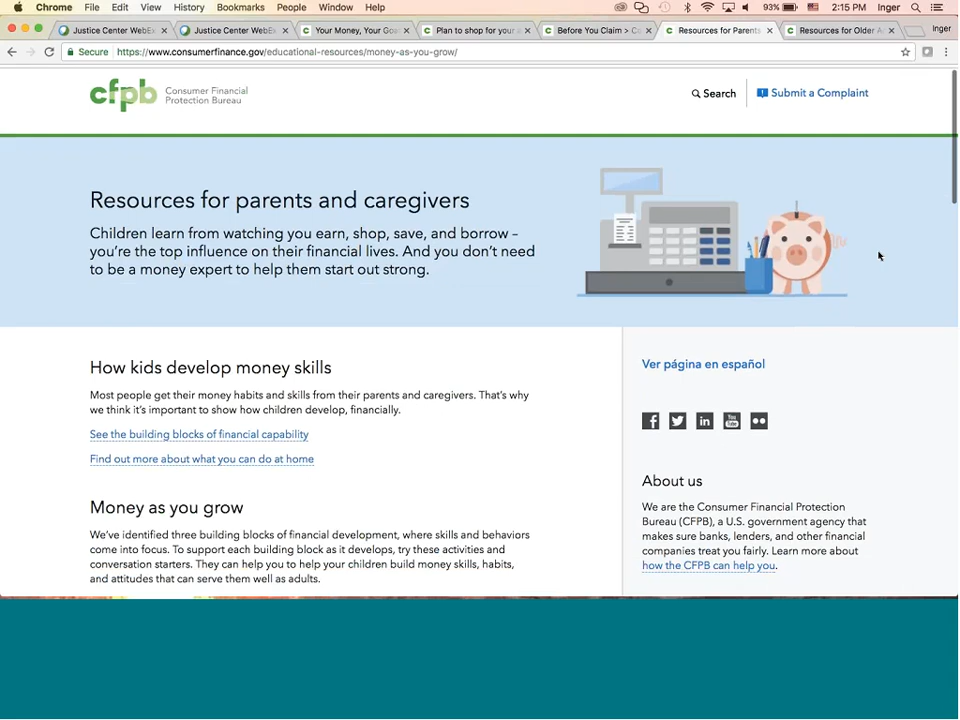 Chrome File Edit View History Bookmarks People Window Help 93% 2:15 PM Inger
Justice Center WebEx Justice Center WebEx Your Money, Your Goa Plan to shop for your a Before You Claim > Co Resources for Parents Resources for Older A Inger
Secure https://www.consumerfinance.gov/educational-resources/money-as-you-grow/
cfpb Consumer Financial
Protection Bureau
Search Submit a Complaint
Resources for parents and caregivers
Children learn from watching you earn, shop, save, and borrow –
you're the top influence on their financial lives. And you don't need
to be a money expert to help them start out strong.
How kids develop money skills
Most people get their money habits and skills from their parents and caregivers. That's why
we think it's important to show how children develop, financially.
See the building blocks of financial capability
Find out more about what you can do at home
Money as you grow
We've identified three building blocks of financial development, where skills and behaviors
come into focus. To support each building block as it develops, try these activities and
conversation starters. They can help you to help your children build money skills, habits,
and attitudes that can serve them well as adults.
Ver página en español
About us
We are the Consumer Financial Protection
Bureau (CFPB), a U.S. government agency that
makes sure banks, lenders, and other financial
companies treat you fairly. Learn more about
how the CFPB can help you.